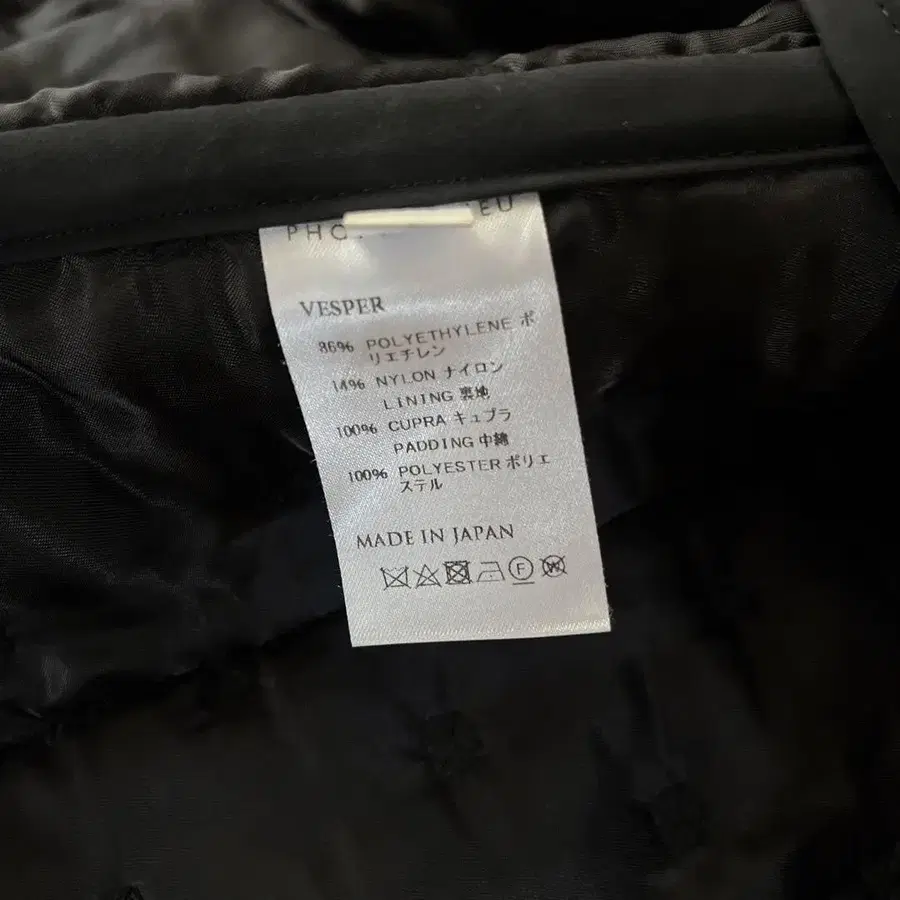 VESPER
86% POLYETHYLENE ポ
リエチレン
14% NYLON ナイロン
LINING 裏地
100% CUPRA キュプラ
PADDING 中綿
100% POLYESTER ポリエ
ステル
MADE IN JAPAN
F W